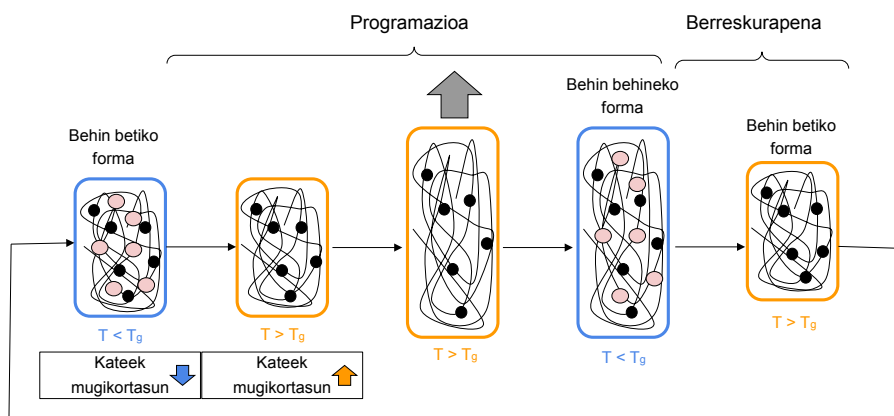 Programazioa
Berreskurapena
Behin betiko
forma
Behin behineko
forma
Behin betiko
forma
T < Tg
T > Tg
T > Tg
T < Tg
T > Tg
Kateek
mugikortasun
Kateek
mugikortasun